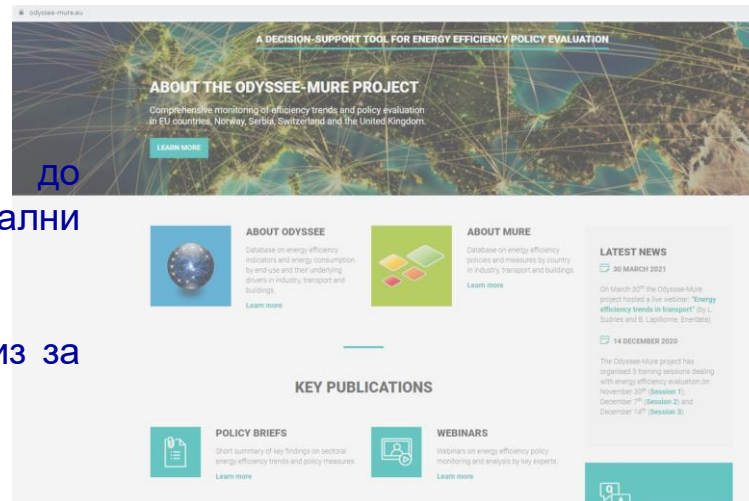 odyssee-mure.eu
A DECISION-SUPPORT TOOL FOR ENERGY EFFICIENCY POLICY EVALUATION
ABOUT THE ODYSSEE-MURE PROJECT
Comprehensive monitoring of efficiency trends and policy evaluation
in EU countries, Norway, Serbia, Switzerland and the United Kingdom.
LEARN MORE
до
ални
из за
ABOUT ODYSSEE
Database on energy efficiency
indicators and energy consumption
by end-use and their underlying
drivers in industry, transport and
buildings.
Learn more
ABOUT MURE
Database on energy efficiency
policies and measures by country
in industry, transport and buildings.
Learn more
LATEST NEWS
30 MARCH 2021
On March 30th the Odyssee-Mure
project hosted a live webinar: "Energy
efficiency trends in transport" (by L.
Sudries and B. Lapillonne, Enerdata).
14 DECEMBER 2020
The Odyssee-Mure project has
organised 3 training sessions dealing
with energy efficiency evaluation on
November 30th (Session 1),
December 7th (Session 2) and
December 14th (Session 3).
KEY PUBLICATIONS
POLICY BRIEFS
Short summary of key findings on sectoral
energy efficiency trends and policy measures
Learn more
WEBINARS
Webinars on energy efficiency policy
monitoring and analysis by key experts.
Learn more
Q